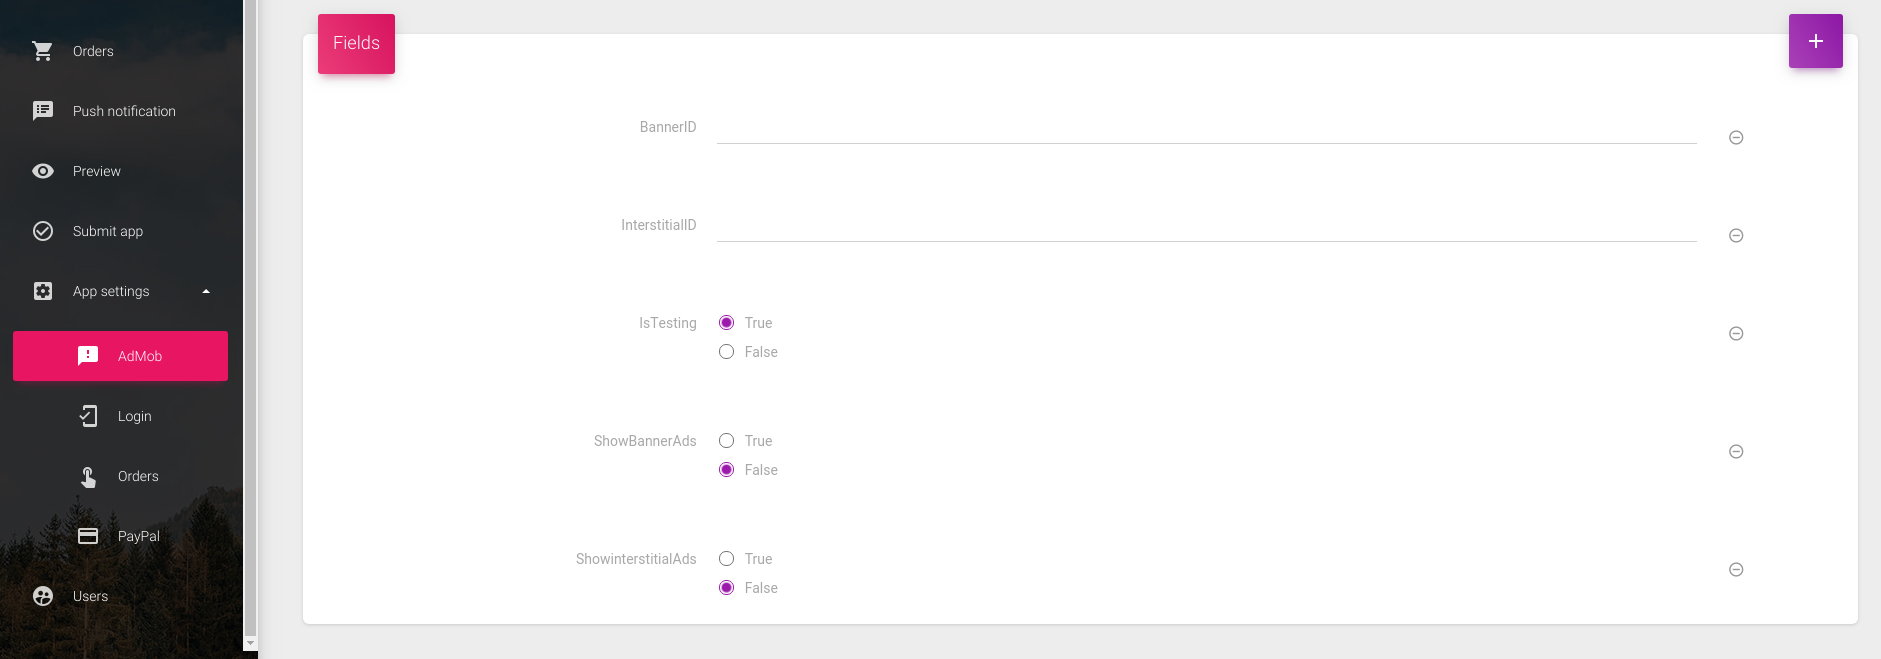 Orders
Push notification
Preview
Submit app
App settings
AdMob
Login
Orders
PayPal
Users
Fields
BannerID
InterstitialID
IsTesting
True
False
ShowBannerAds
True
False
ShowinterstitialAds
True
False